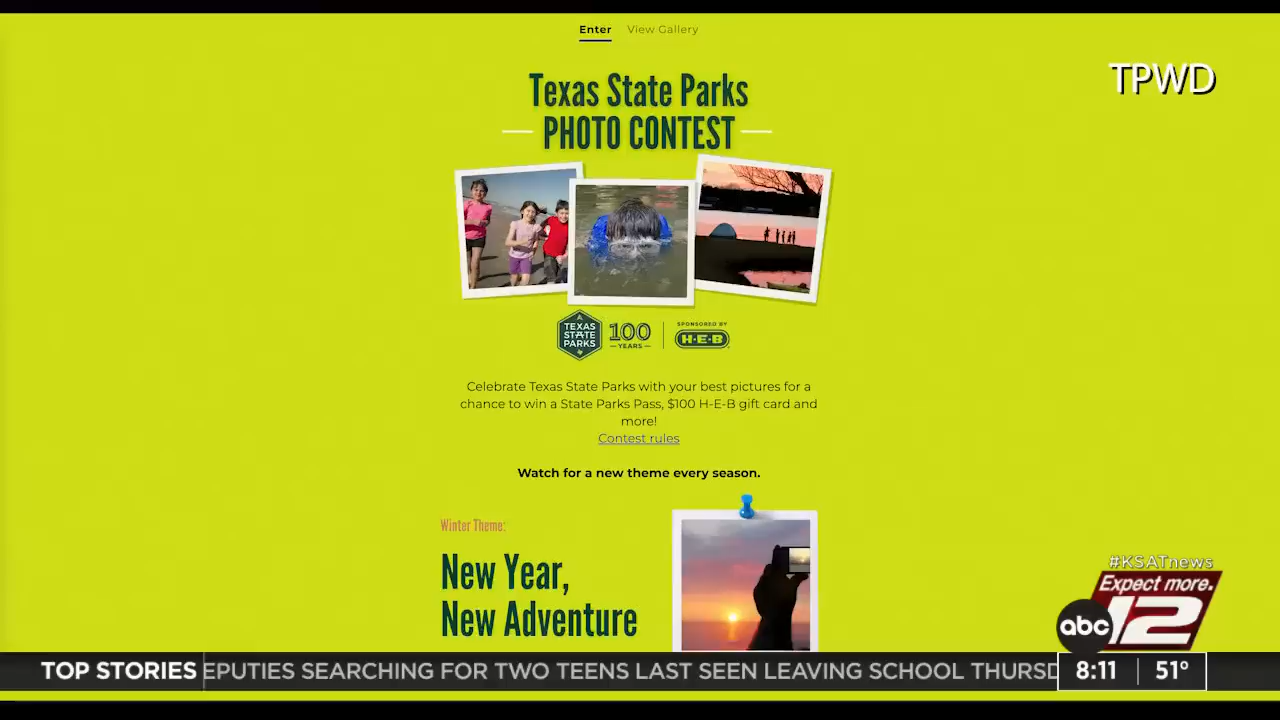 Enter View Gallery
TPWD
Texas State Parks
PHOTO CONTEST
TEXAS
STATE
PARKS
100
YEARS
SPONSORED BY
H-E-B
Celebrate Texas State Parks with your best pictures for a
chance to win a State Parks Pass, $100 H-E-B gift card and
more!
Contest rules
Watch for a new theme every season.
Winter Theme:
New Year,
New Adventure
#KSATnews
Expect more.
abc 12
TOP STORIES EPUTIES SEARCHING FOR TWO TEENS LAST SEEN LEAVING SCHOOL THURSD 8:11 51°